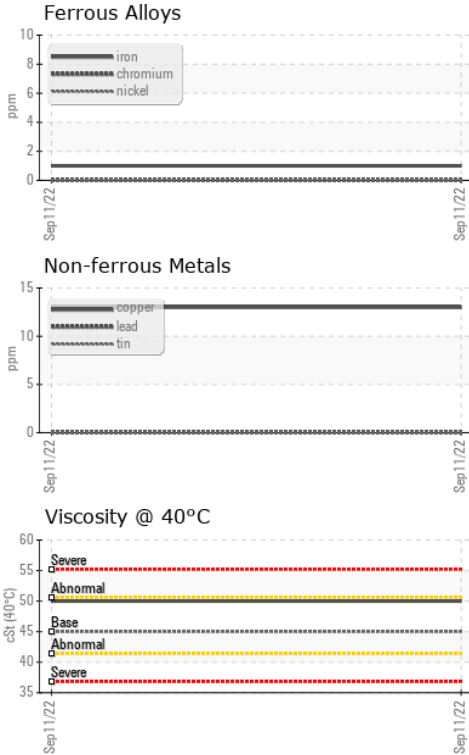 Ferrous Alloys
10
8
6
4
2
0
ppm
iron
chromium
nickel
Sep11/22
Sep11/22
Non-ferrous Metals
15
10
5
0
ppm
copper
lead
tin
Sep11/22
Sep11/22
Viscosity @ 40°C
60
55
50
45
40
35
cSt (40°C)
Severe
Abnormal
Base
Abnormal
Severe
Sep11/22
Sep11/22